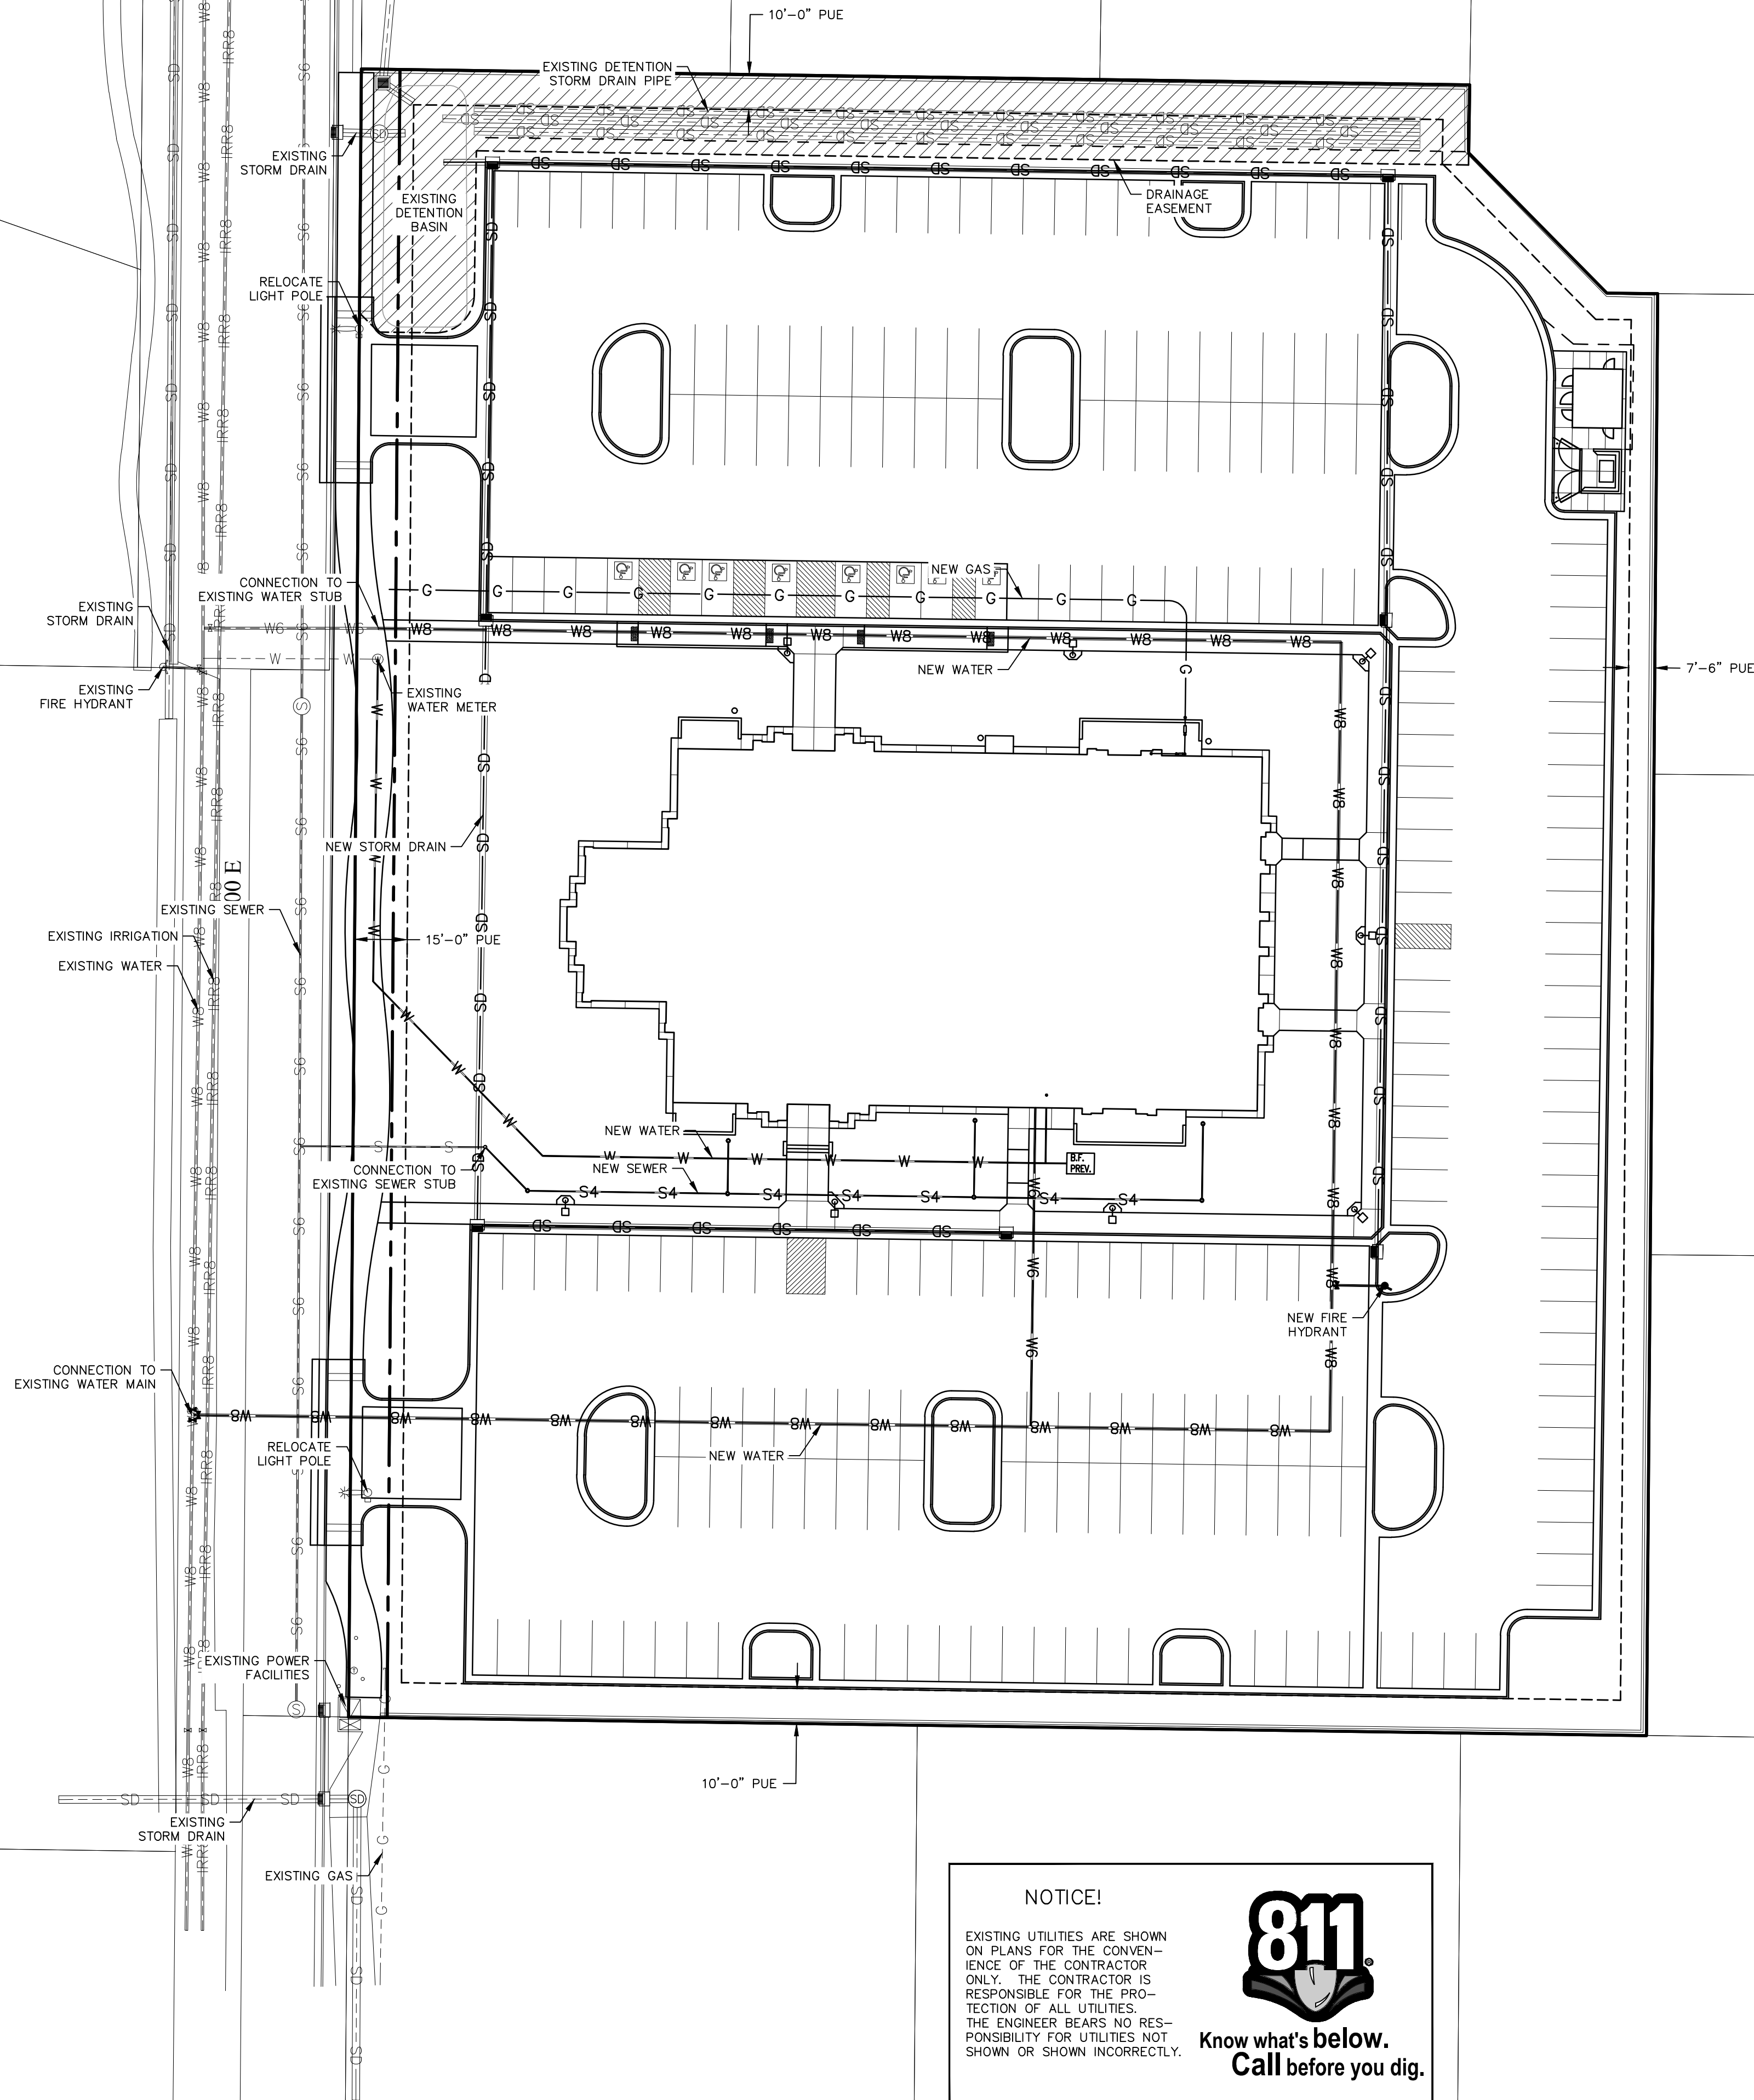 10'-0" PUE
EXISTING DETENTION
STORM DRAIN PIPE
EXISTING
STORM DRAIN
EXISTING
DETENTION
BASIN
DRAINAGE
EASEMENT
RELOCATE
LIGHT POLE
NEW GAS
CONNECTION TO
EXISTING WATER STUB
EXISTING
STORM DRAIN
NEW WATER
7'-6" PUE
EXISTING
FIRE HYDRANT
EXISTING
WATER METER
NEW STORM DRAIN
00 E
EXISTING SEWER
EXISTING IRRIGATION
15'-0" PUE
EXISTING WATER
NEW WATER
B.F.
PREV.
NEW SEWER
CONNECTION TO
EXISTING SEWER STUB
NEW FIRE
HYDRANT
CONNECTION TO
EXISTING WATER MAIN
RELOCATE
LIGHT POLE
NEW WATER
EXISTING POWER
FACILITIES
10'-0" PUE
EXISTING
STORM DRAIN
EXISTING GAS
NOTICE!
EXISTING UTILITIES ARE SHOWN
ON PLANS FOR THE CONVEN-
IENCE OF THE CONTRACTOR
ONLY. THE CONTRACTOR IS
RESPONSIBLE FOR THE PRO-
TECTION OF ALL UTILITIES.
THE ENGINEER BEARS NO RES-
PONSIBILITY FOR UTILITIES NOT
SHOWN OR SHOWN INCORRECTLY.
811
Know what's below.
Call before you dig.
SD
W8
IRR8
S6
G
W6
W
S
S4